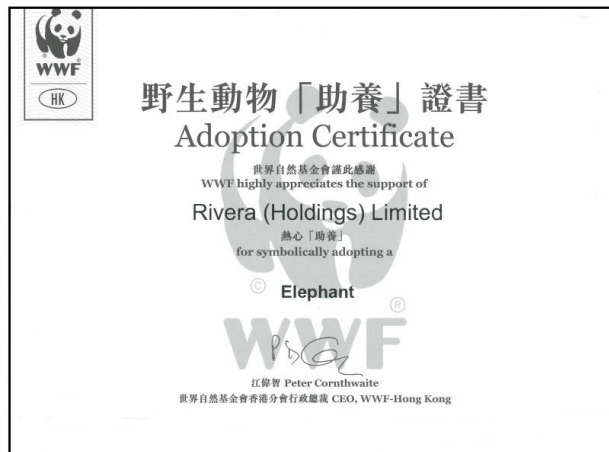 WWF
HK
野生動物「助養」證書
Adoption Certificate
世界自然基金會謹此感謝
WWF highly appreciates the support of
Rivera (Holdings) Limited
熱心「助養」
for symbolically adopting a
Elephant
©
®
WWF
江偉智 Peter Cornthwaite
世界自然基金會香港分會行政總裁 CEO, WWF-Hong Kong